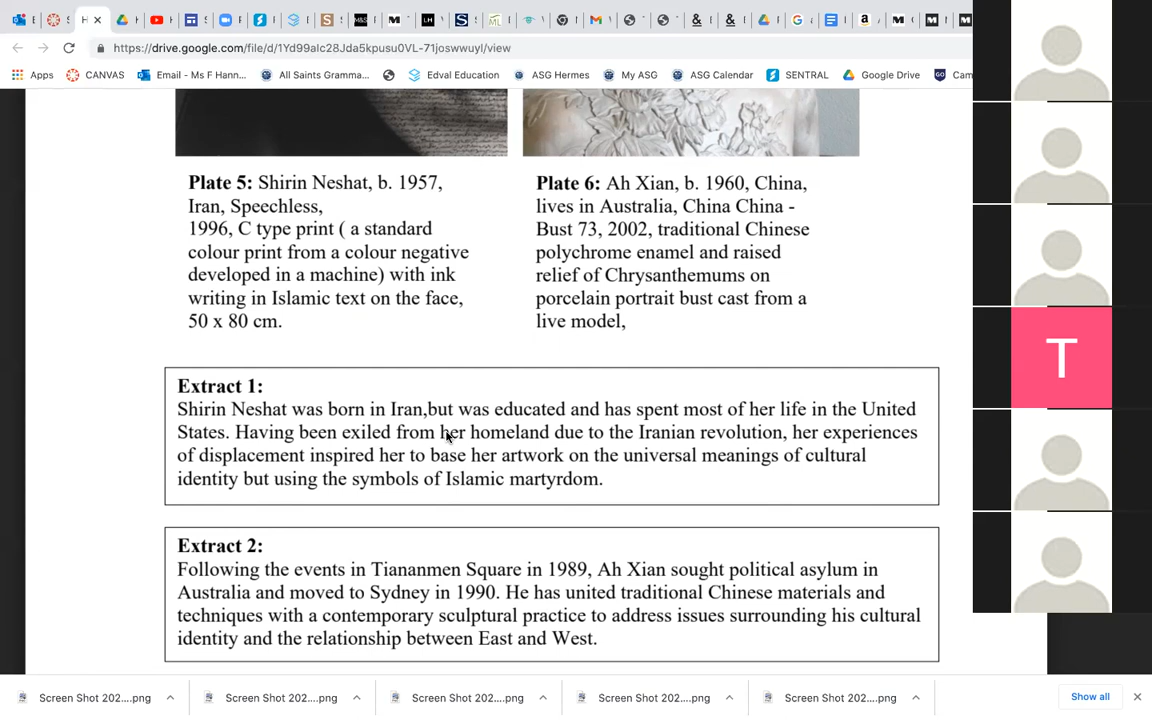 https://drive.google.com/file/d/1Yd99alc28Jda5kpusu0VL-71joswwuyl/view
Apps CANVAS Email - Ms F Hann... All Saints Gramma... Edval Education ASG Hermes My ASG ASG Calendar SENTRAL Google Drive Cam
Plate 5: Shirin Neshat, b. 1957,
Iran, Speechless,
1996, C type print ( a standard
colour print from a colour negative
developed in a machine) with ink
writing in Islamic text on the face,
50 x 80 cm.
Plate 6: Ah Xian, b. 1960, China,
lives in Australia, China China -
Bust 73, 2002, traditional Chinese
polychrome enamel and raised
relief of Chrysanthemums on
porcelain portrait bust cast from a
live model,
Extract 1:
Shirin Neshat was born in Iran,but was educated and has spent most of her life in the United
States. Having been exiled from her homeland due to the Iranian revolution, her experiences
of displacement inspired her to base her artwork on the universal meanings of cultural
identity but using the symbols of Islamic martyrdom.
T
Extract 2:
Following the events in Tiananmen Square in 1989, Ah Xian sought political asylum in
Australia and moved to Sydney in 1990. He has united traditional Chinese materials and
techniques with a contemporary sculptural practice to address issues surrounding his cultural
identity and the relationship between East and West.
Screen Shot 202....png Screen Shot 202....png Screen Shot 202....png Screen Shot 202....png Screen Shot 202....png Show all